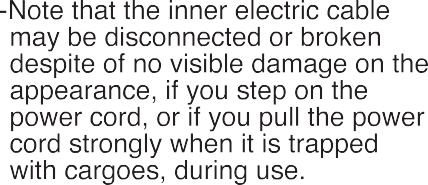 -Note that the inner electric cable
may be disconnected or broken
despite of no visible damage on the
appearance, if you step on the
power cord, or if you pull the power
cord strongly when it is trapped
with cargoes, during use.